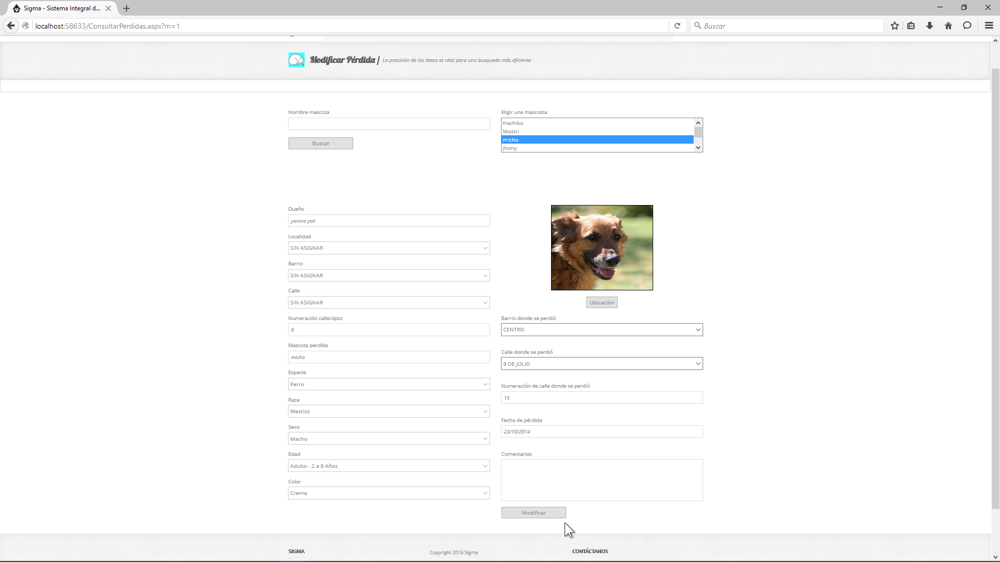 Sigma - Sistema Integral d...
localhost:58633/ConsultarPerdidas.aspx?m=1
Buscar
Modificar Pérdida | La precisión de los datos es vital para una busqueda más eficiente
Nombre mascota
Buscar
Eligir una mascosta
Hachiko
Mostri
micho
jhony
Dueño
yanina yoli
Localidad
SIN ASIGNAR
Barrio
SIN ASIGNAR
Calle
SIN ASIGNAR
Numeración calle/dpto
0
Mascota perdida
micho
Especie
Perro
Raza
Mestizo
Sexo
Macho
Edad
Adulto - 2 a 8 Años
Color
Crema
Ubicación
Barrio donde se perdió
CENTRO
Calle donde se perdió
9 DE JULIO
Numeración de calle donde se perdió
15
Fecha de pérdida
23/10/2014
Comentarios
Modificar
SIGMA
Copyright 2016 Sigma
CONTÁCTANOS